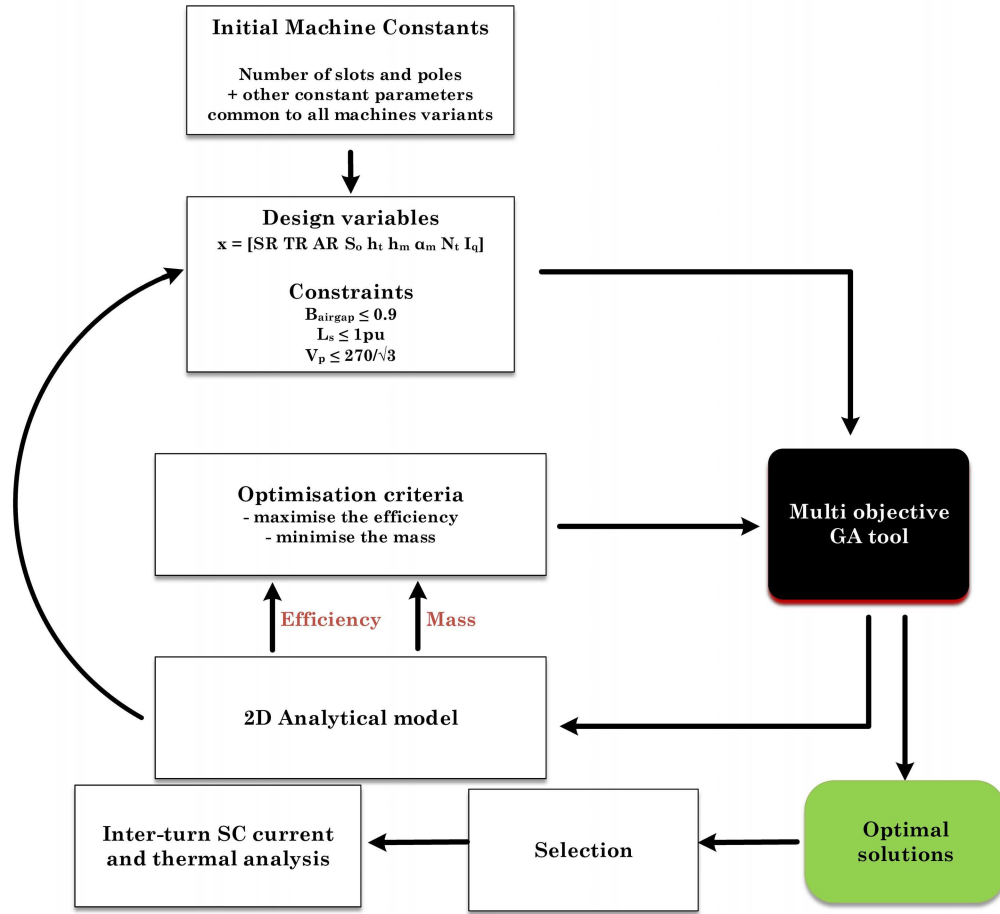 Initial Machine Constants
Number of slots and poles
+ other constant parameters
common to all machines variants
Design variables
x = [SR TR AR Sₒ hₜ hₘ αₘ Nₜ I_q]
Constraints
B_airgap ≤ 0.9
Lₛ ≤ 1pu
Vₚ ≤ 270/√3
Optimisation criteria
- maximise the efficiency
- minimise the mass
Multi objective
GA tool
Efficiency
Mass
2D Analytical model
Inter-turn SC current
and thermal analysis
Selection
Optimal
solutions